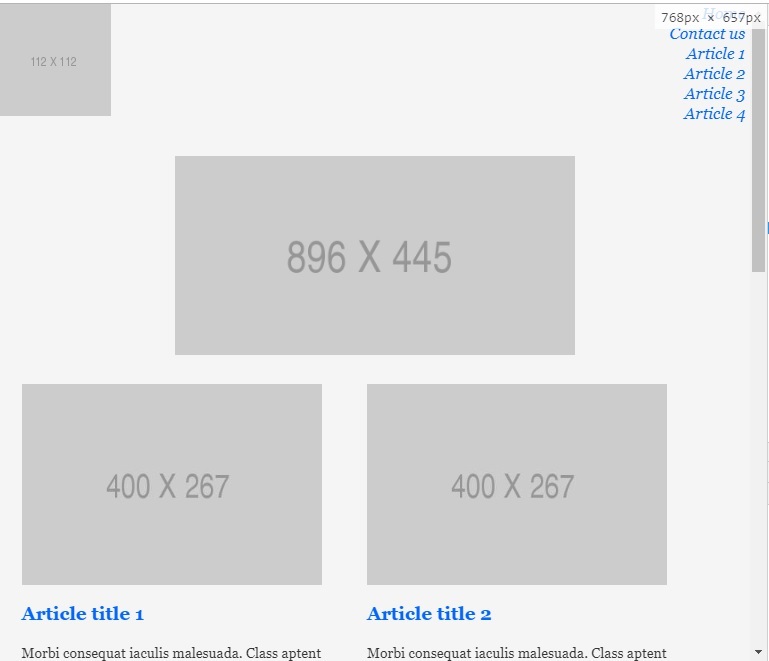 768px × 657px
Home
Contact us
Article 1
Article 2
Article 3
Article 4
112 X 112
896 X 445
400 X 267
400 X 267
Article title 1
Article title 2
Morbi consequat iaculis malesuada. Class aptent
Morbi consequat iaculis malesuada. Class aptent